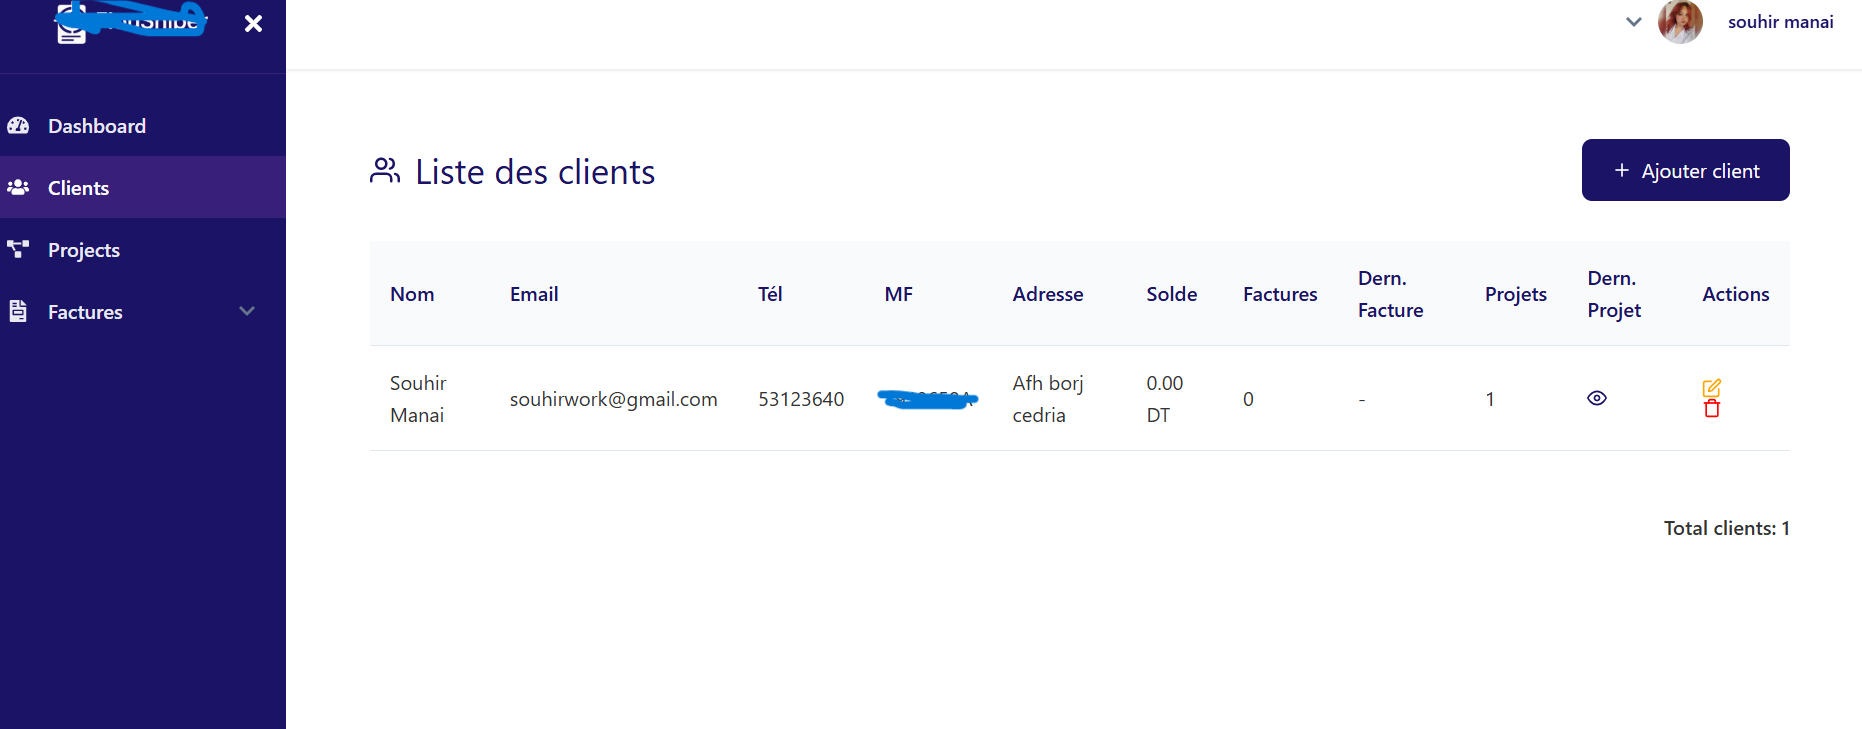 souhir manai
Dashboard
Clients
Projects
Factures
Liste des clients
+ Ajouter client
Nom Email Tél MF Adresse Solde Factures Dern. Facture Projets Dern. Projet Actions
Souhir Manai souhirwork@gmail.com 53123640 Afh borj cedria 0.00 DT 0 - 1
Total clients: 1